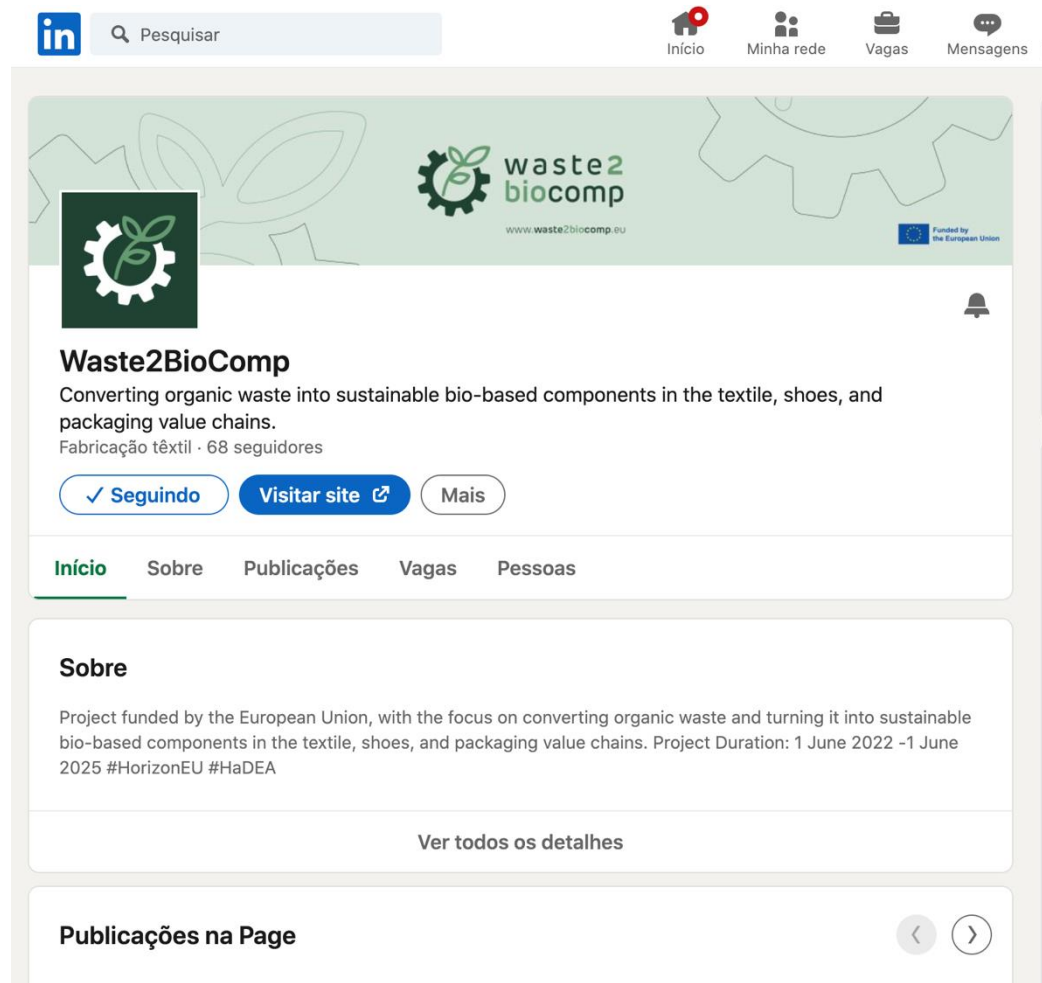 in
Pesquisar
Início
Minha rede
Vagas
Mensagens
waste2
biocomp
www.waste2biocomp.eu
Funded by
the European Union
Waste2BioComp
Converting organic waste into sustainable bio-based components in the textile, shoes, and
packaging value chains.
Fabricação têxtil · 68 seguidores
Seguindo
Visitar site
Mais
Início
Sobre
Publicações
Vagas
Pessoas
Sobre
Project funded by the European Union, with the focus on converting organic waste and turning it into sustainable
bio-based components in the textile, shoes, and packaging value chains. Project Duration: 1 June 2022 -1 June
2025 #HorizonEU #HaDEA
Ver todos os detalhes
Publicações na Page